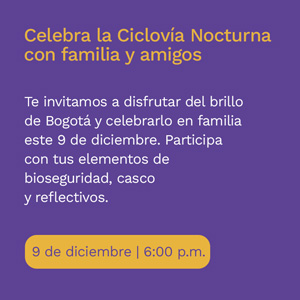 Celebra la Ciclovía Nocturna
con familia y amigos
Te invitamos a disfrutar del brillo
de Bogotá y celebrarlo en familia
este 9 de diciembre. Participa
con tus elementos de
bioseguridad, casco
y reflectivos.
9 de diciembre | 6:00 p.m.